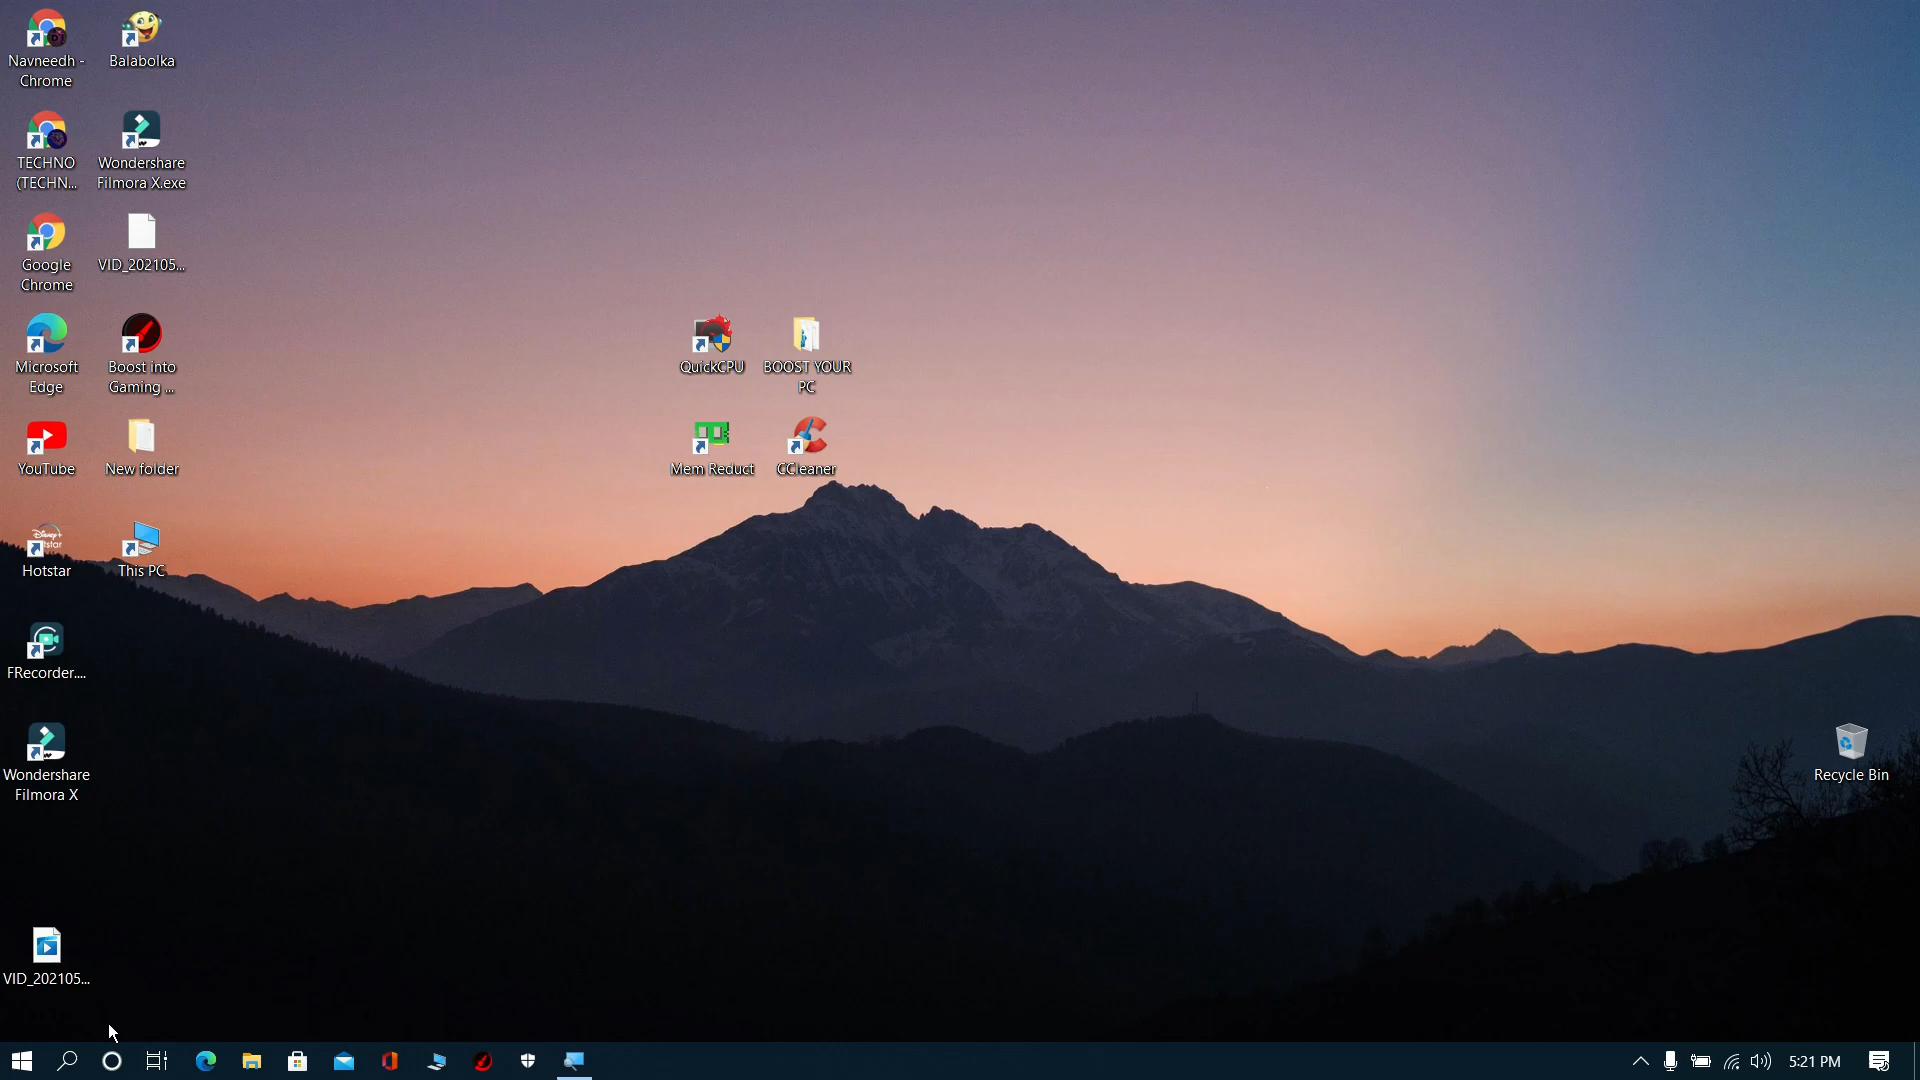 Navneedh -
Chrome
Balabolka
TECHNO
(TECHN...
Wondershare
Filmora X.exe
Google
Chrome
VID_202105...
Microsoft
Edge
Boost into
Gaming ...
QuickCPU
BOOST YOUR
PC
YouTube
New folder
Mem Reduct
CCleaner
Hotstar
This PC
FRecorder....
Wondershare
Filmora X
Recycle Bin
VID_202105...
5:21 PM